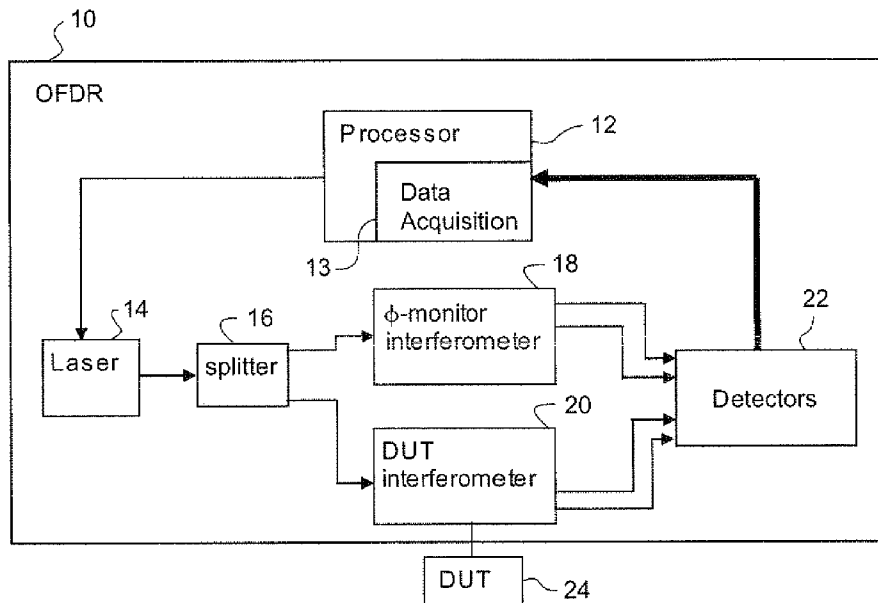 10
OFDR
Processor
12
Data
Acquisition
13
18
14
16
ϕ-monitor
interferometer
22
Laser
splitter
Detectors
20
DUT
interferometer
DUT
24